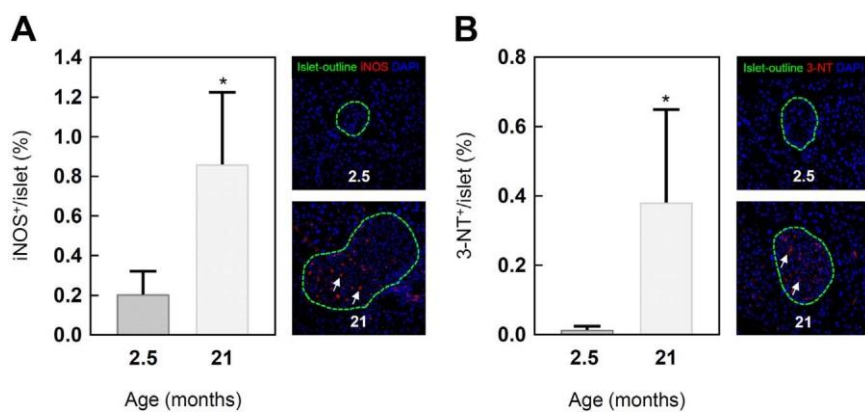 A
iNOS⁺/islet (%)
1.4
1.2
1.0
0.8
0.6
0.4
0.2
0.0
*
2.5 21
Age (months)
Islet-outline iNOS DAPI
2.5
21
B
3-NT⁺/islet (%)
0.8
0.6
0.4
0.2
0.0
*
2.5 21
Age (months)
Islet-outline 3-NT DAPI
2.5
21